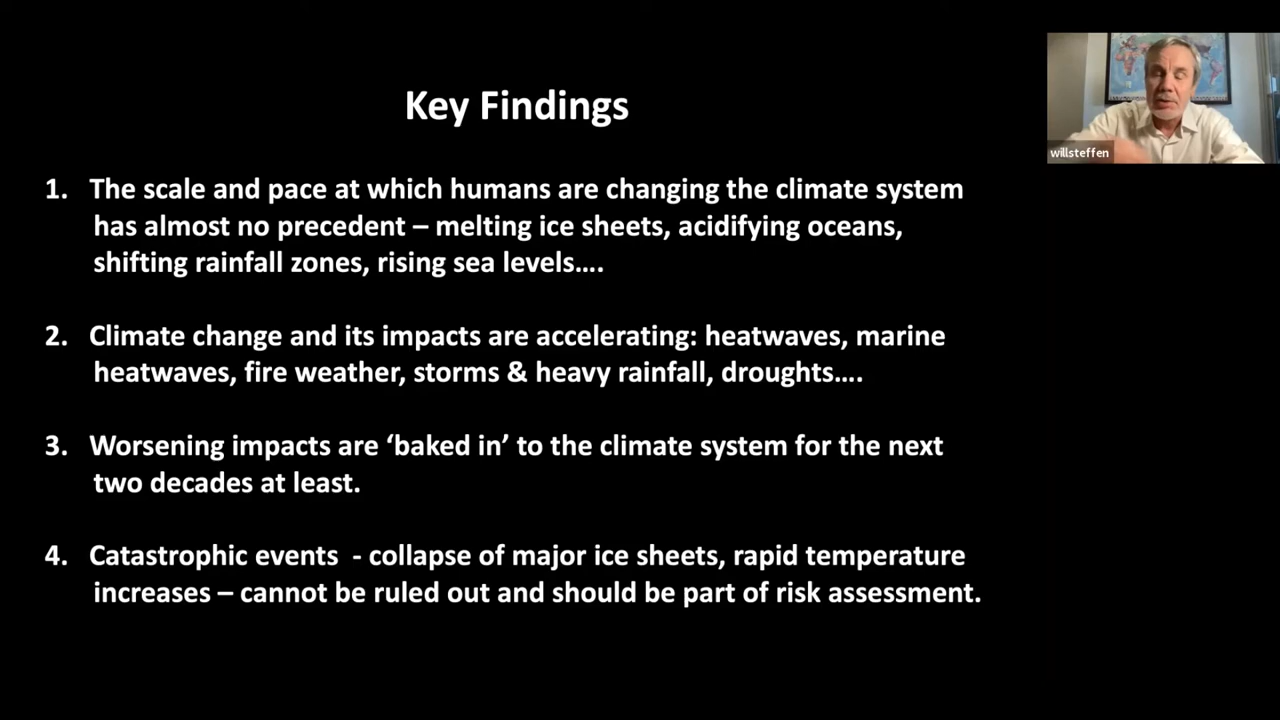 Key Findings
willsteffen
1. The scale and pace at which humans are changing the climate system
has almost no precedent – melting ice sheets, acidifying oceans,
shifting rainfall zones, rising sea levels….
2. Climate change and its impacts are accelerating: heatwaves, marine
heatwaves, fire weather, storms & heavy rainfall, droughts….
3. Worsening impacts are ‘baked in’ to the climate system for the next
two decades at least.
4. Catastrophic events - collapse of major ice sheets, rapid temperature
increases – cannot be ruled out and should be part of risk assessment.